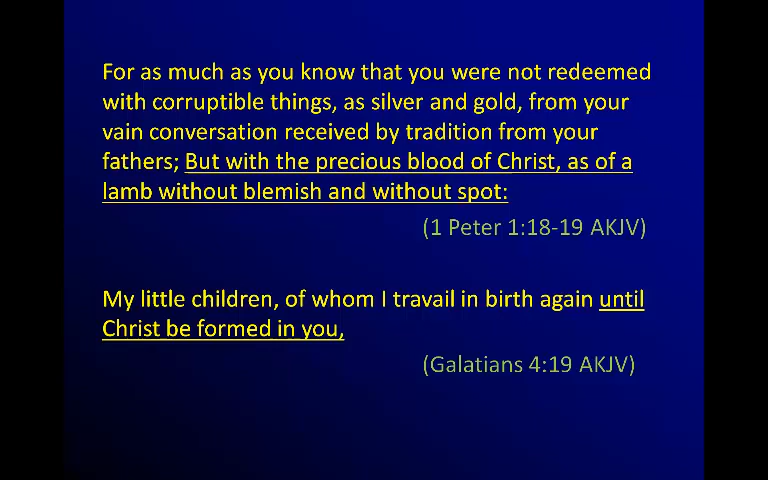 For as much as you know that you were not redeemed
with corruptible things, as silver and gold, from your
vain conversation received by tradition from your
fathers; But with the precious blood of Christ, as of a
lamb without blemish and without spot:
(1 Peter 1:18-19 AKJV)
My little children, of whom I travail in birth again until
Christ be formed in you,
(Galatians 4:19 AKJV)